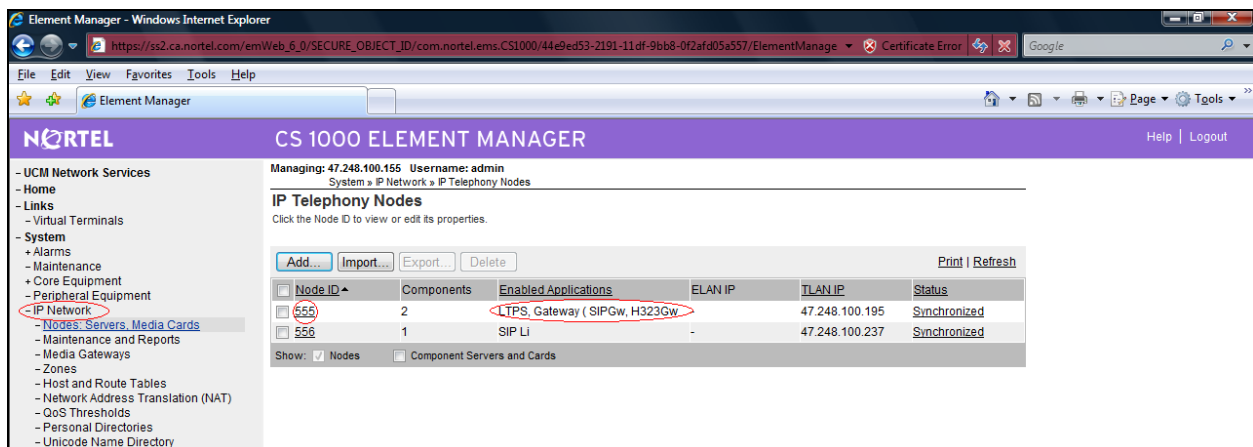 Element Manager - Windows Internet Explorer
https://ss2.ca.nortel.com/emWeb_6_0/SECURE_OBJECT_ID/com.nortel.ems.CS1000/44e9ed53-2191-11df-9bb8-0f2afd05a557/ElementManage Certificate Error Google
File Edit View Favorites Tools Help
Element Manager Page Tools
NORTEL CS 1000 ELEMENT MANAGER Help | Logout
- UCM Network Services
- Home
- Links
- Virtual Terminals
- System
+ Alarms
- Maintenance
+ Core Equipment
- Peripheral Equipment
- IP Network
- Nodes: Servers, Media Cards
- Maintenance and Reports
- Media Gateways
- Zones
- Host and Route Tables
- Network Address Translation (NAT)
- QoS Thresholds
- Personal Directories
- Unicode Name Directory
Managing: 47.248.100.155 Username: admin
System » IP Network » IP Telephony Nodes
IP Telephony Nodes
Click the Node ID to view or edit its properties.
Add... Import... Export... Delete Print | Refresh
Node ID Components Enabled Applications ELAN IP TLAN IP Status
555 2 LTPS, Gateway ( SIPGw, H323Gw - 47.248.100.195 Synchronized
556 1 SIP Li - 47.248.100.237 Synchronized
Show: Nodes Component Servers and Cards